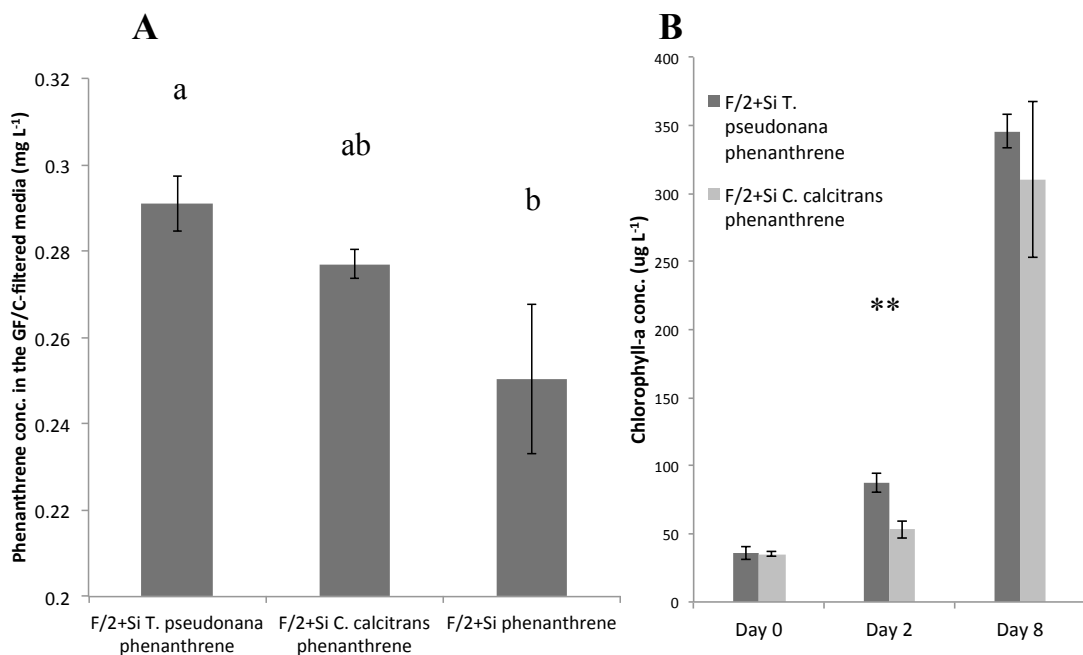 A
Phenanthrene conc. in the GF/C-filtered media (mg L-1)
0.32
0.3
0.28
0.26
0.24
0.22
0.2
a
ab
b
F/2+Si T. pseudonana
phenanthrene
F/2+Si C. calcitrans
phenanthrene
F/2+Si phenanthrene
B
Chlorophyll-a conc. (ug L-1)
400
350
300
250
200
150
100
50
0
F/2+Si T.
pseudonana
phenanthrene
F/2+Si C. calcitrans
phenanthrene
**
Day 0
Day 2
Day 8